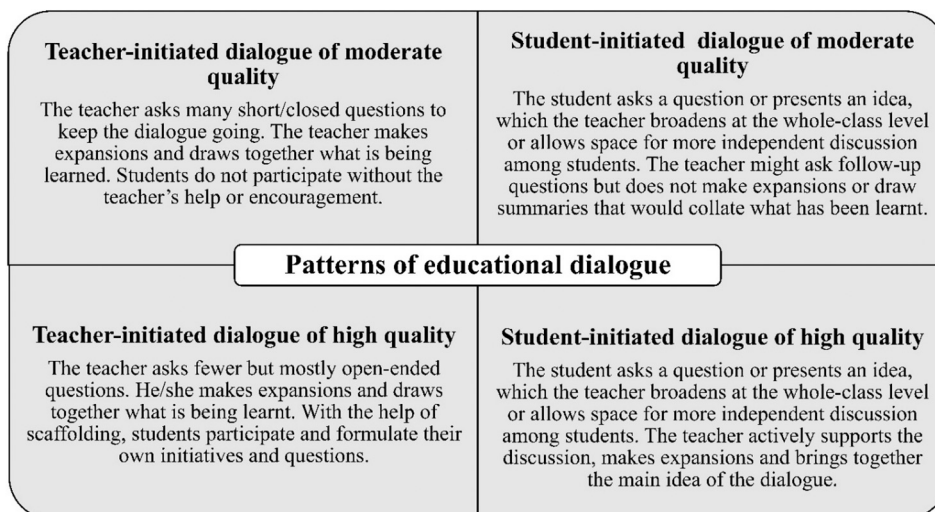 Teacher-initiated dialogue of moderate
quality
The teacher asks many short/closed questions to
keep the dialogue going. The teacher makes
expansions and draws together what is being
learned. Students do not participate without the
teacher's help or encouragement.
Student-initiated dialogue of moderate
quality
The student asks a question or presents an idea,
which the teacher broadens at the whole-class level
or allows space for more independent discussion
among students. The teacher might ask follow-up
questions but does not make expansions or draw
summaries that would collate what has been learnt.
Patterns of educational dialogue
Teacher-initiated dialogue of high quality
The teacher asks fewer but mostly open-ended
questions. He/she makes expansions and draws
together what is being learnt. With the help of
scaffolding, students participate and formulate their
own initiatives and questions.
Student-initiated dialogue of high quality
The student asks a question or presents an idea,
which the teacher broadens at the whole-class level
or allows space for more independent discussion
among students. The teacher actively supports the
discussion, makes expansions and brings together
the main idea of the dialogue.